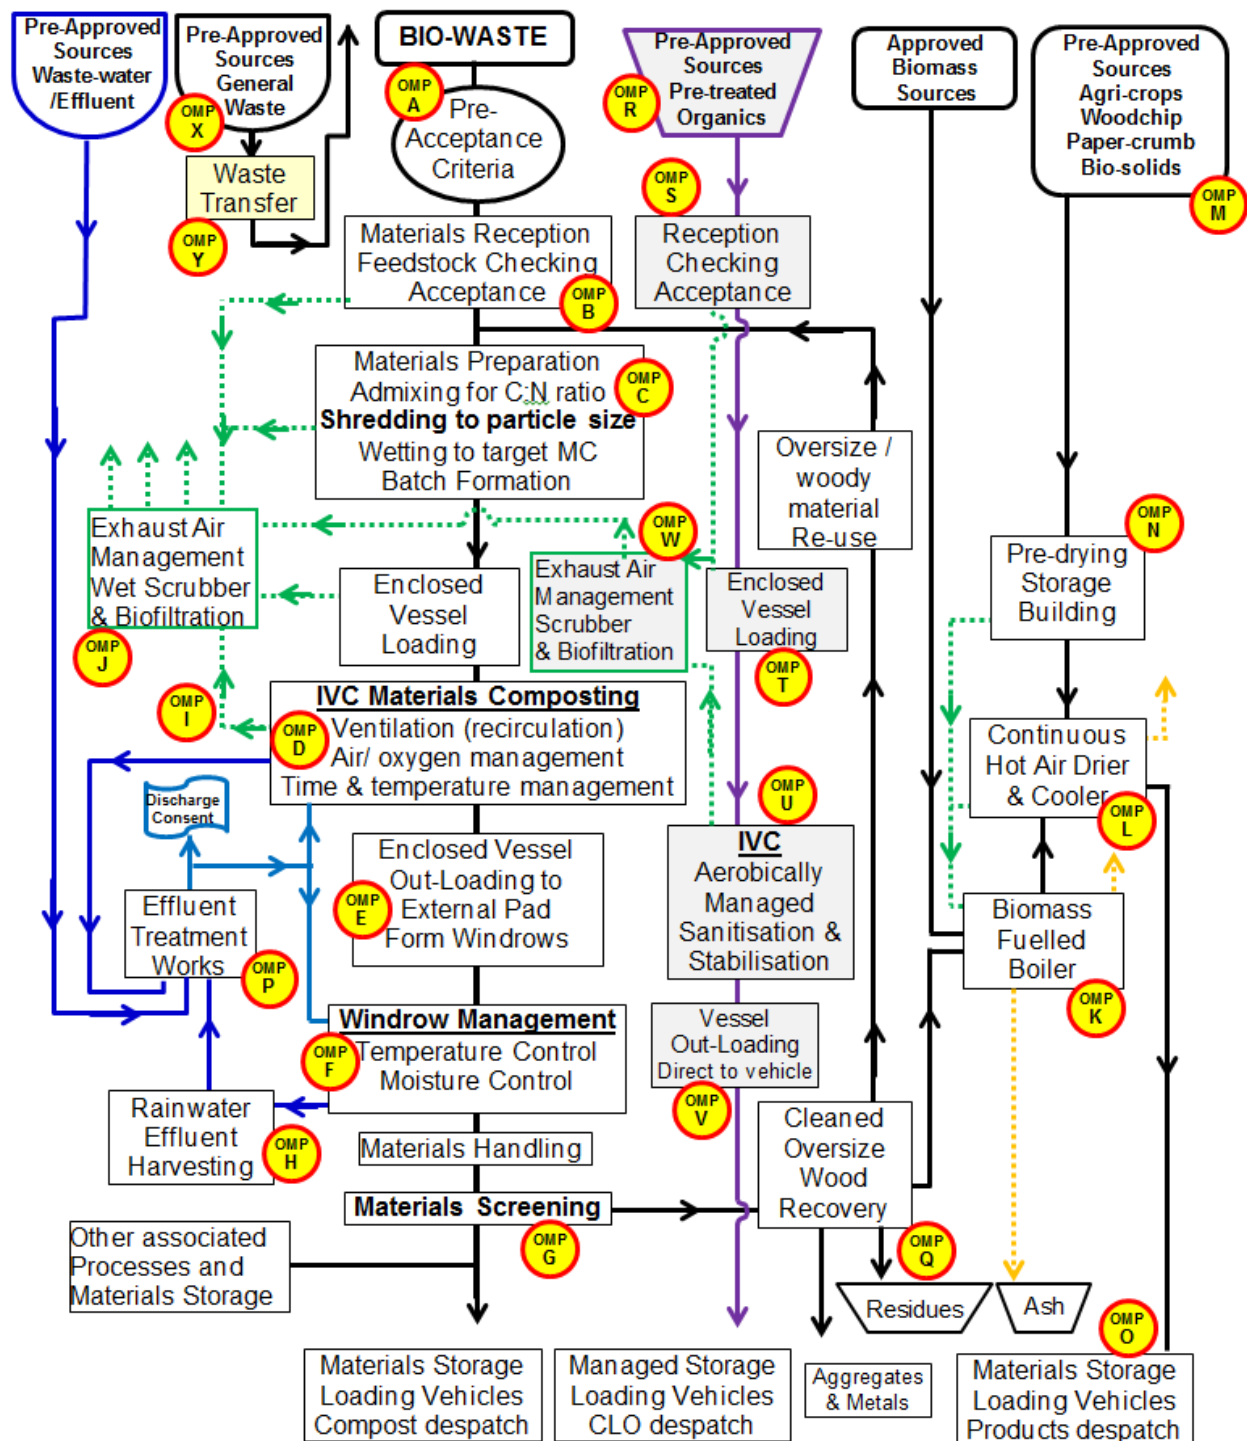 Pre-Approved
Sources
Waste-water
/Effluent
Pre-Approved
Sources
General
Waste
OMP
X
Waste
Transfer
OMP
Y
BIO-WASTE
OMP
A
Pre-
Acceptance
Criteria
Pre-Approved
Sources
Pre-treated
Organics
OMP
R
Approved
Biomass
Sources
Pre-Approved
Sources
Agri-crops
Woodchip
Paper-crumb
Bio-solids
OMP
M
OMP
S
Materials Reception
Feedstock Checking
Acceptance
OMP
B
Reception
Checking
Acceptance
Materials Preparation
Admixing for C:N ratio
Shredding to particle size
Wetting to target MC
Batch Formation
OMP
C
Oversize /
woody
material
Re-use
Exhaust Air
Management
Wet Scrubber
& Biofiltration
OMP
J
Enclosed
Vessel
Loading
OMP
W
Exhaust Air
Management
Scrubber
& Biofiltration
Enclosed
Vessel
Loading
OMP
T
OMP
N
Pre-drying
Storage
Building
OMP
I
IVC Materials Composting
Ventilation (recirculation)
Air/ oxygen management
Time & temperature management
OMP
D
Continuous
Hot Air Drier
& Cooler
OMP
L
OMP
U
Discharge
Consent
Enclosed Vessel
Out-Loading to
External Pad
Form Windrows
OMP
E
IVC
Aerobically
Managed
Sanitisation &
Stabilisation
Effluent
Treatment
Works
OMP
P
Biomass
Fuelled
Boiler
OMP
K
Windrow Management
Temperature Control
Moisture Control
OMP
F
Vessel
Out-Loading
Direct to vehicle
OMP
V
Rainwater
Effluent
Harvesting
OMP
H
Materials Handling
Cleaned
Oversize
Wood
Recovery
OMP
Q
Materials Screening
OMP
G
Other associated
Processes and
Materials Storage
Residues
Ash
OMP
O
Materials Storage
Loading Vehicles
Compost despatch
Managed Storage
Loading Vehicles
CLO despatch
Aggregates
& Metals
Materials Storage
Loading Vehicles
Products despatch